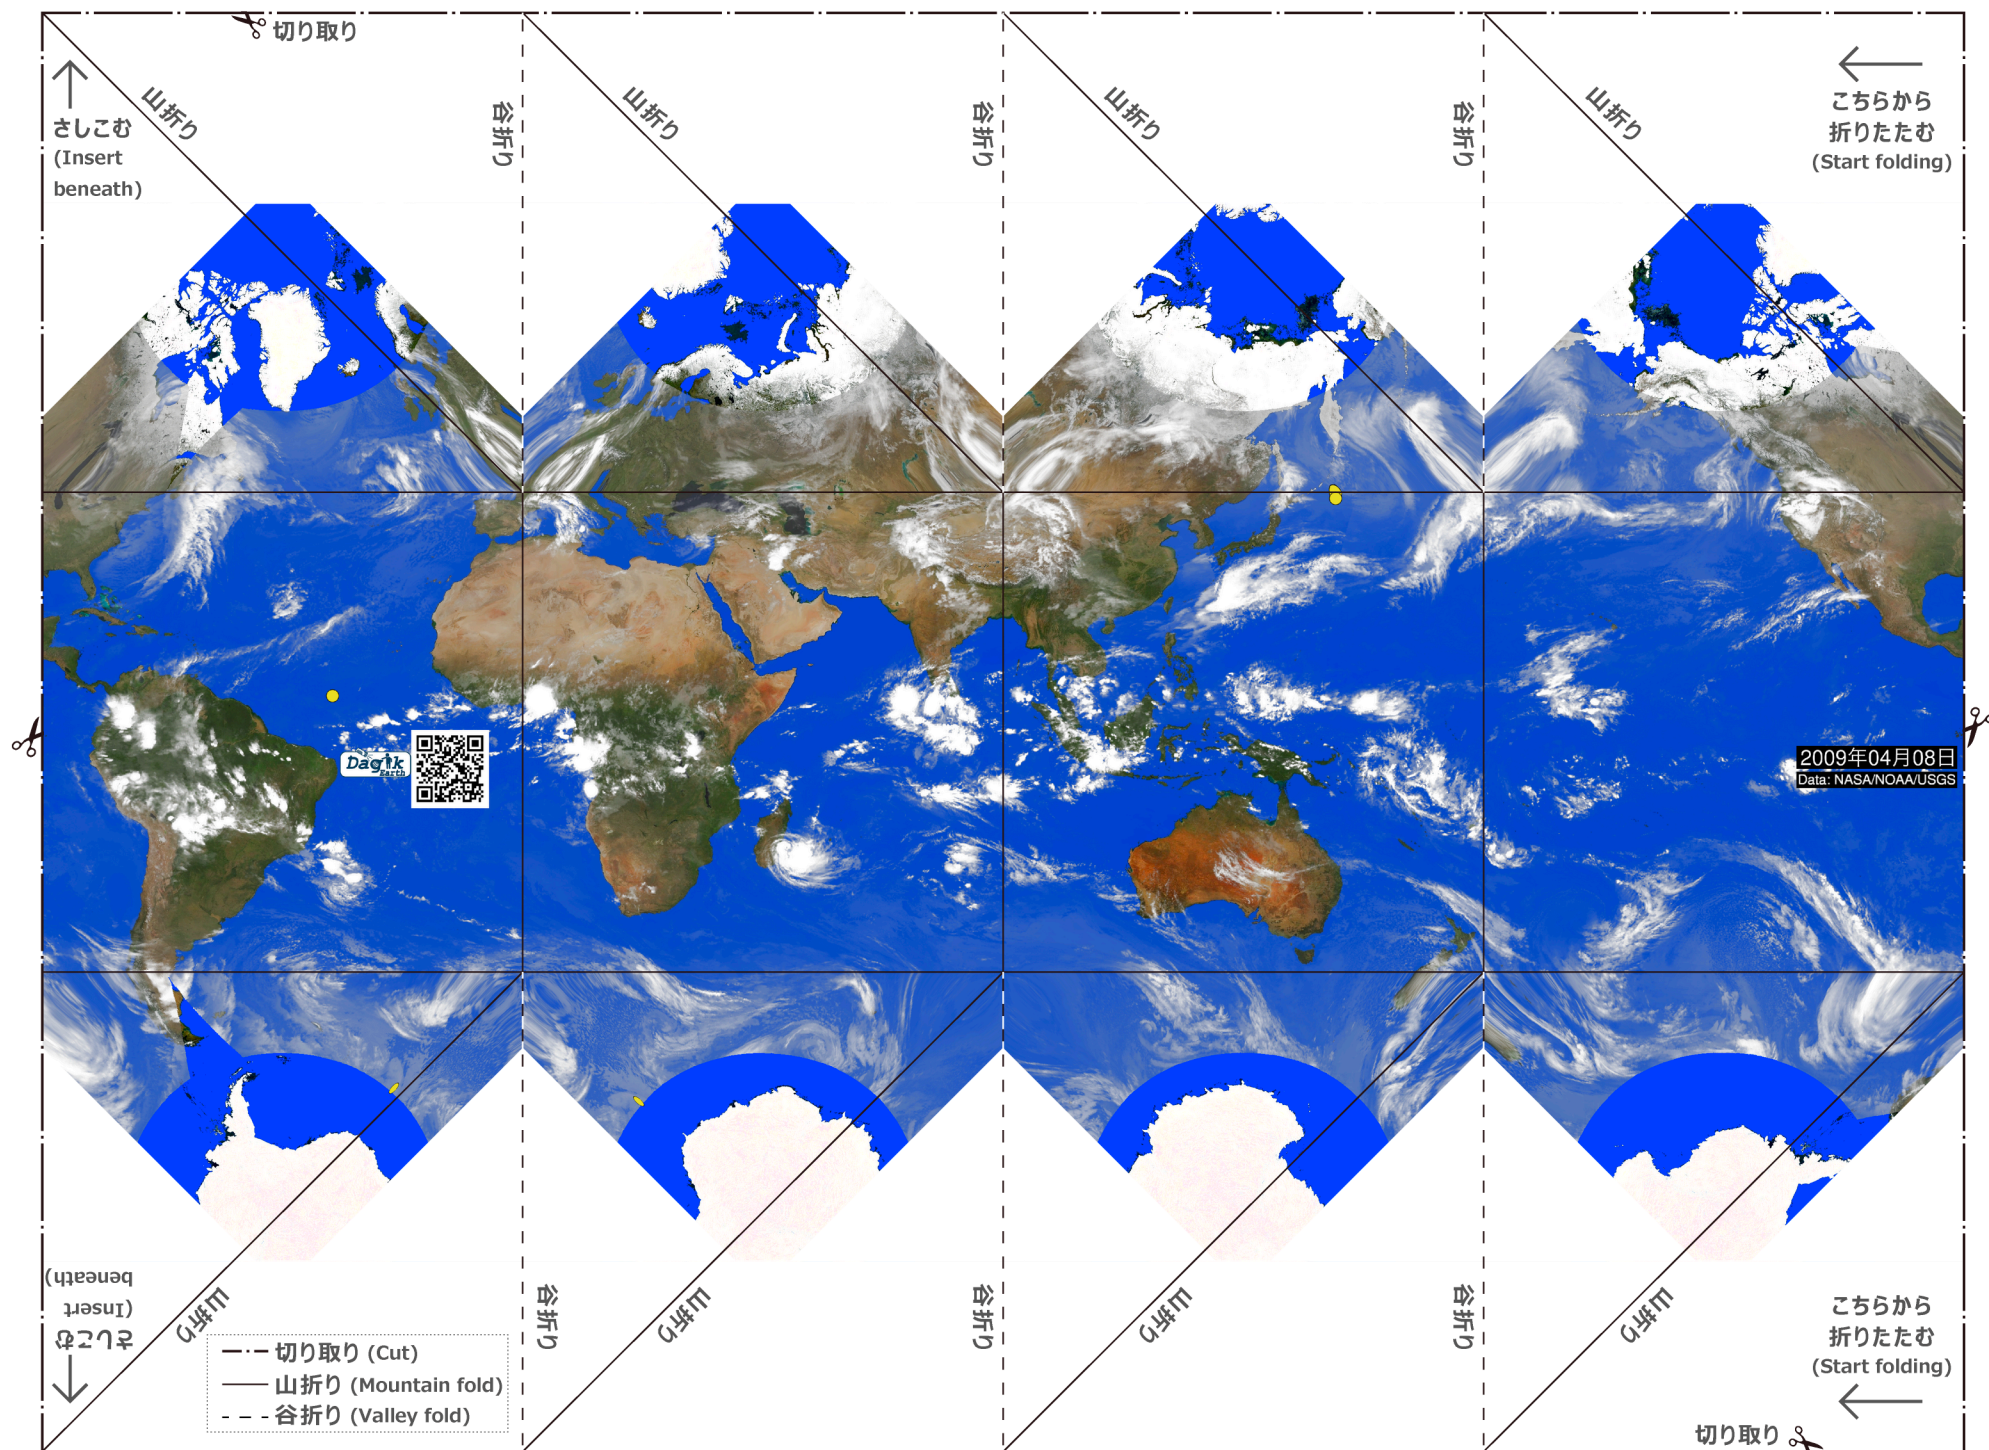 切り取り
さしこむ
(Insert
beneath)
山折り
谷折り
山折り
谷折り
山折り
谷折り
山折り
こちらから
折りたたむ
(Start folding)
Dagik
Earth
2009年04月08日
Data: NASA/NOAA/USGS
さしこむ
(Insert
beneath)
山折り
谷折り
山折り
谷折り
山折り
谷折り
山折り
こちらから
折りたたむ
(Start folding)
切り取り (Cut)
山折り (Mountain fold)
谷折り (Valley fold)
切り取り